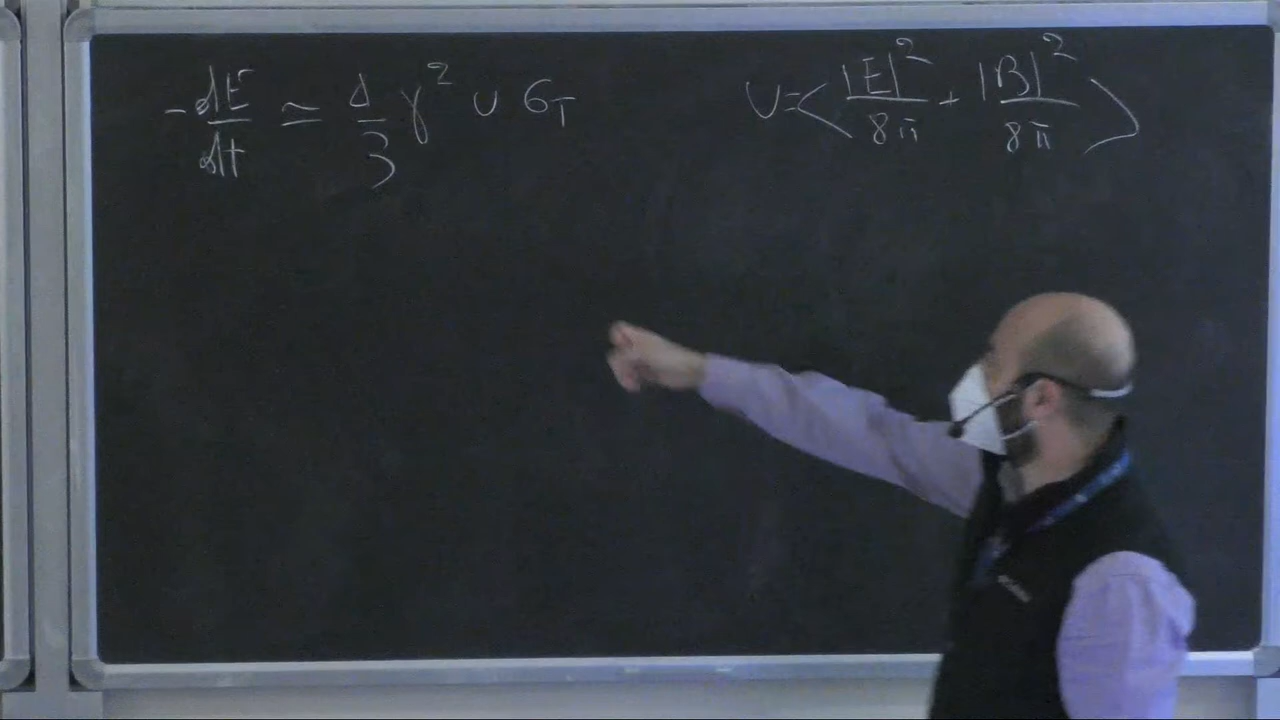 -dE/dt ≃ 4/3 γ² U σ_T
U=<|E|²/8π + |B|²/8π>